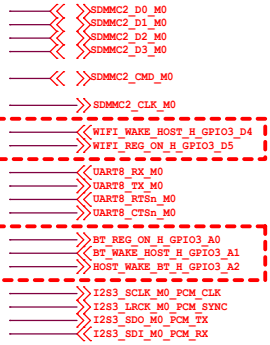 SDMMC2_D0_M0
SDMMC2_D1_M0
SDMMC2_D2_M0
SDMMC2_D3_M0
SDMMC2_CMD_M0
SDMMC2_CLK_M0
WIFI_WAKE_HOST_H_GPIO3_D4
WIFI_REG_ON_H_GPIO3_D5
UART8_RX_M0
UART8_TX_M0
UART8_RTSn_M0
UART8_CTSn_M0
BT_REG_ON_H_GPIO3_A0
BT_WAKE_HOST_H_GPIO3_A1
HOST_WAKE_BT_H_GPIO3_A2
I2S3_SCLK_M0_PCM_CLK
I2S3_LRCK_M0_PCM_SYNC
I2S3_SDO_M0_PCM_TX
I2S3_SDI_M0_PCM_RX